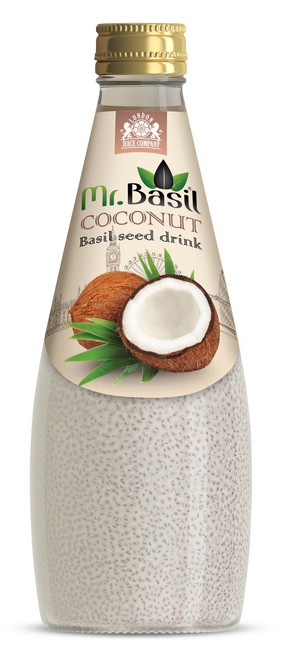 LONDON
JUICE COMPANY
Mr.Basil
COCONUT
Basil seed drink